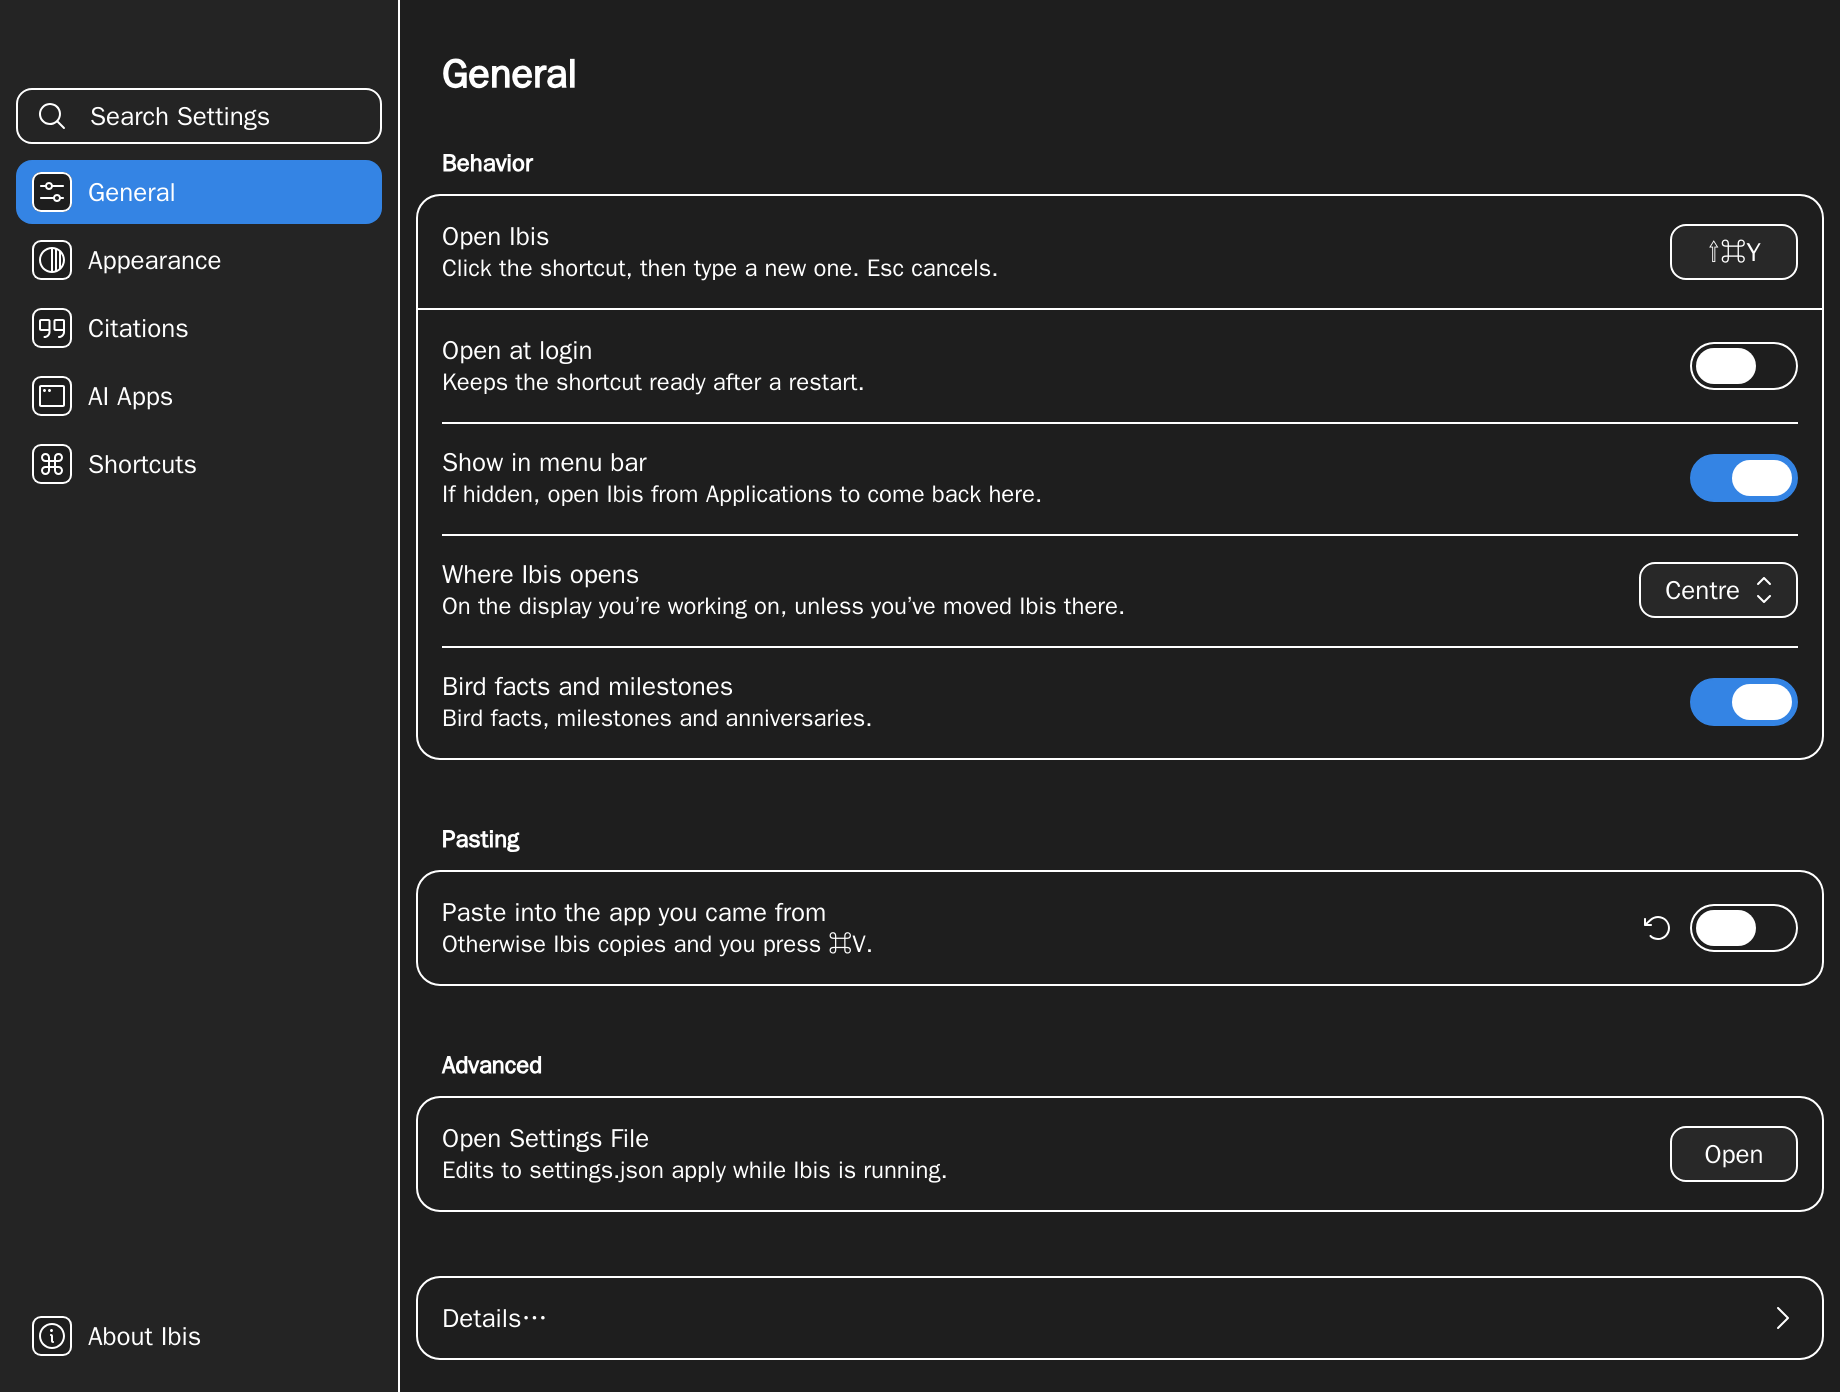 Search Settings
General
Appearance
Citations
AI Apps
Shortcuts
About Ibis
General
Behavior
Open Ibis
Click the shortcut, then type a new one. Esc cancels.
⇧⌘Y
Open at login
Keeps the shortcut ready after a restart.
Show in menu bar
If hidden, open Ibis from Applications to come back here.
Where Ibis opens
On the display you’re working on, unless you’ve moved Ibis there.
Centre
Bird facts and milestones
Bird facts, milestones and anniversaries.
Pasting
Paste into the app you came from
Otherwise Ibis copies and you press ⌘V.
Advanced
Open Settings File
Edits to settings.json apply while Ibis is running.
Open
Details…